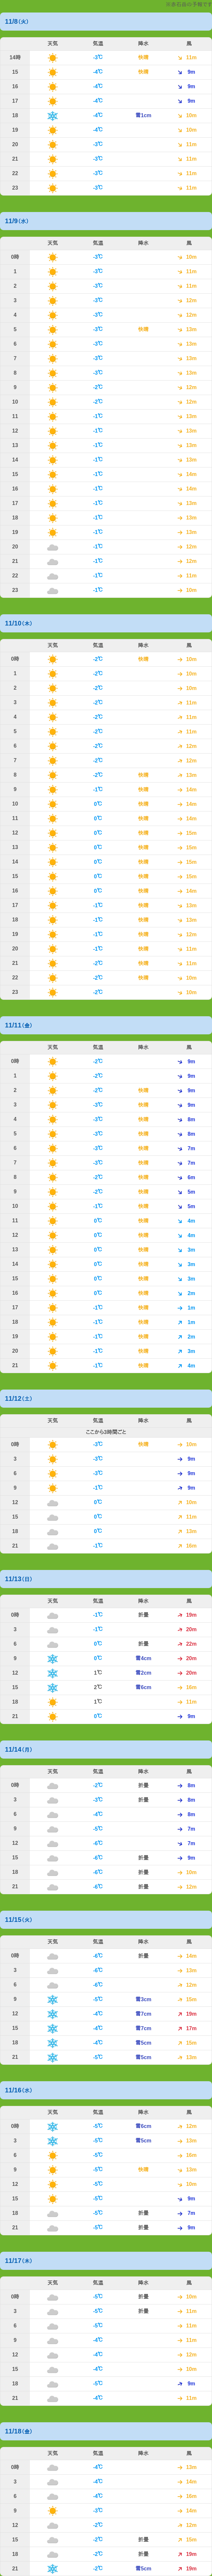 11/8(火)
天気 気温 降水 風
14時 -3℃ 快晴 11m
15 -4℃ 快晴 9m
16 -4℃ 9m
17 -4℃ 9m
18 -4℃ 雪1cm 10m
19 -4℃ 10m
20 -3℃ 11m
21 -3℃ 11m
22 -3℃ 11m
23 -3℃ 11m
11/9(水)
天気 気温 降水 風
0時 -3℃ 10m
1 -3℃ 11m
2 -3℃ 11m
3 -3℃ 12m
4 -3℃ 12m
5 -3℃ 快晴 13m
6 -3℃ 13m
7 -3℃ 13m
8 -3℃ 13m
9 -2℃ 12m
10 -2℃ 12m
11 -1℃ 13m
12 -1℃ 13m
13 -1℃ 13m
14 -1℃ 13m
15 -1℃ 14m
16 -1℃ 14m
17 -1℃ 13m
18 -1℃ 13m
19 -1℃ 13m
20 -1℃ 12m
21 -1℃ 12m
22 -1℃ 11m
23 -1℃ 10m
11/10(木)
天気 気温 降水 風
0時 -2℃ 快晴 10m
1 -2℃ 10m
2 -2℃ 10m
3 -2℃ 11m
4 -2℃ 11m
5 -2℃ 11m
6 -2℃ 12m
7 -2℃ 12m
8 -2℃ 快晴 13m
9 -1℃ 快晴 14m
10 0℃ 快晴 14m
11 0℃ 快晴 14m
12 0℃ 快晴 15m
13 0℃ 快晴 15m
14 0℃ 快晴 15m
15 0℃ 快晴 15m
16 0℃ 快晴 14m
17 -1℃ 快晴 13m
18 -1℃ 快晴 13m
19 -1℃ 快晴 12m
20 -1℃ 快晴 11m
21 -2℃ 快晴 11m
22 -2℃ 快晴 10m
23 -2℃ 10m
11/11(金)
天気 気温 降水 風
0時 -2℃ 9m
1 -2℃ 9m
2 -2℃ 快晴 9m
3 -3℃ 快晴 9m
4 -3℃ 快晴 8m
5 -3℃ 快晴 8m
6 -3℃ 快晴 7m
7 -3℃ 快晴 7m
8 -2℃ 快晴 6m
9 -2℃ 快晴 5m
10 -1℃ 快晴 5m
11 0℃ 快晴 4m
12 0℃ 快晴 4m
13 0℃ 快晴 3m
14 0℃ 快晴 3m
15 0℃ 快晴 3m
16 0℃ 快晴 2m
17 -1℃ 快晴 1m
18 -1℃ 快晴 1m
19 -1℃ 快晴 2m
20 -1℃ 快晴 3m
21 -1℃ 快晴 4m
11/12(土)
天気 気温 降水 風
ここから3時間ごと
0時 -3℃ 快晴 10m
3 -3℃ 9m
6 -3℃ 9m
9 -1℃ 9m
12 0℃ 10m
15 0℃ 11m
18 0℃ 13m
21 -1℃ 16m
11/13(日)
天気 気温 降水 風
0時 -1℃ 折曇 19m
3 -1℃ 20m
6 0℃ 折曇 22m
9 0℃ 雪4cm 20m
12 1℃ 雪2cm 20m
15 2℃ 雪6cm 16m
18 1℃ 11m
21 0℃ 9m
11/14(月)
天気 気温 降水 風
0時 -2℃ 折曇 8m
3 -3℃ 折曇 8m
6 -4℃ 8m
9 -5℃ 7m
12 -6℃ 7m
15 -6℃ 折曇 9m
18 -6℃ 折曇 10m
21 -6℃ 折曇 12m
11/15(火)
天気 気温 降水 風
0時 -6℃ 折曇 14m
3 -6℃ 13m
6 -6℃ 12m
9 -5℃ 雪3cm 15m
12 -4℃ 雪7cm 19m
15 -4℃ 雪7cm 17m
18 -4℃ 雪5cm 15m
21 -5℃ 雪5cm 13m
11/16(水)
天気 気温 降水 風
0時 -5℃ 雪6cm 12m
3 -5℃ 雪5cm 13m
6 -5℃ 16m
9 -5℃ 快晴 13m
12 -5℃ 10m
15 -5℃ 9m
18 -5℃ 折曇 7m
21 -5℃ 折曇 9m
11/17(木)
天気 気温 降水 風
0時 -5℃ 折曇 10m
3 -5℃ 折曇 11m
6 -5℃ 11m
9 -4℃ 11m
12 -4℃ 12m
15 -4℃ 10m
18 -5℃ 9m
21 -4℃ 11m
11/18(金)
天気 気温 降水 風
0時 -4℃ 13m
3 -4℃ 14m
6 -4℃ 16m
9 -3℃ 14m
12 -2℃ 12m
15 -2℃ 折曇 15m
18 -2℃ 折曇 19m
21 -2℃ 雪5cm 19m